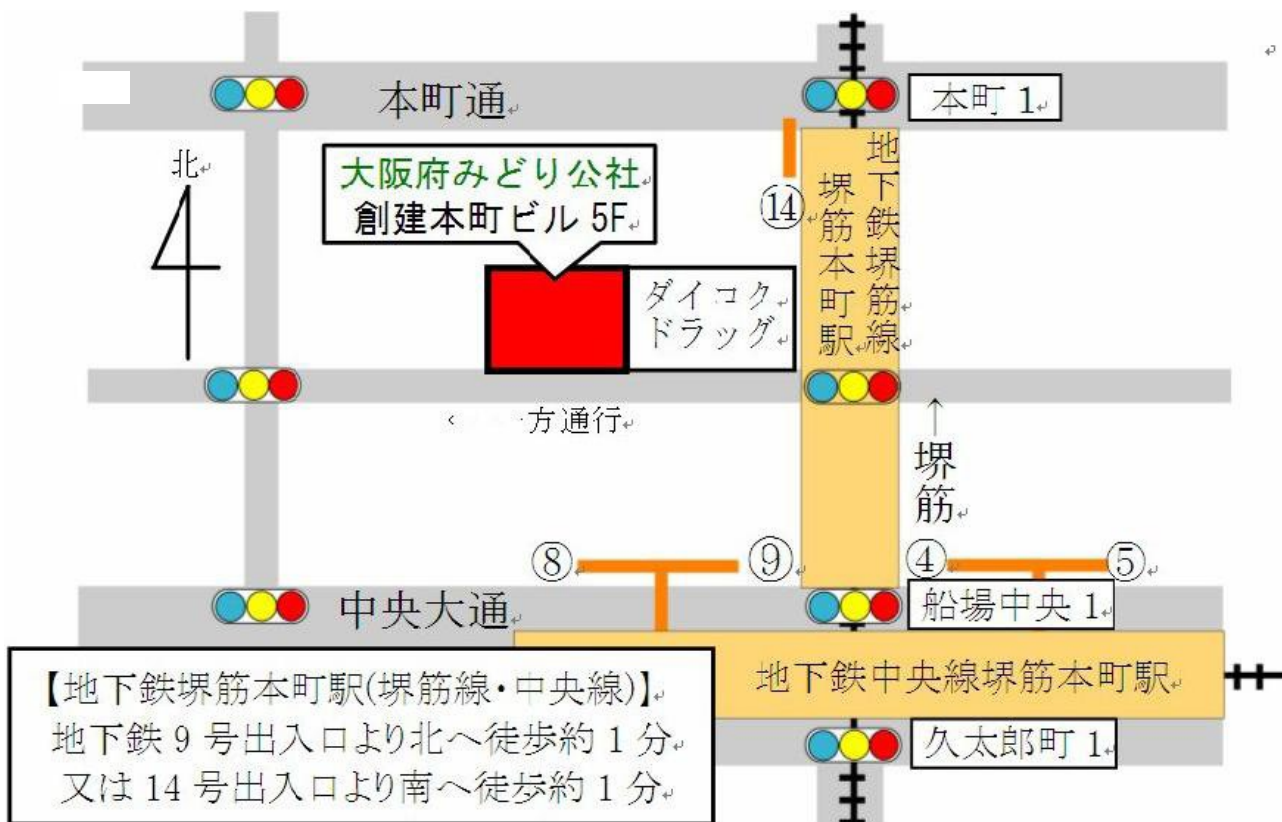 本町通
本町 1
北
大阪府みどり公社
創建本町ビル 5F
⑭
地下鉄堺筋線
堺筋本町駅
ダイコク
ドラッグ
方通行
↑
堺筋
⑧
⑨
④
⑤
中央大通
船場中央 1
地下鉄中央線堺筋本町駅
【地下鉄堺筋本町駅(堺筋線・中央線)】
地下鉄 9 号出入口より北へ徒歩約 1 分
又は 14 号出入口より南へ徒歩約 1 分
久太郎町 1